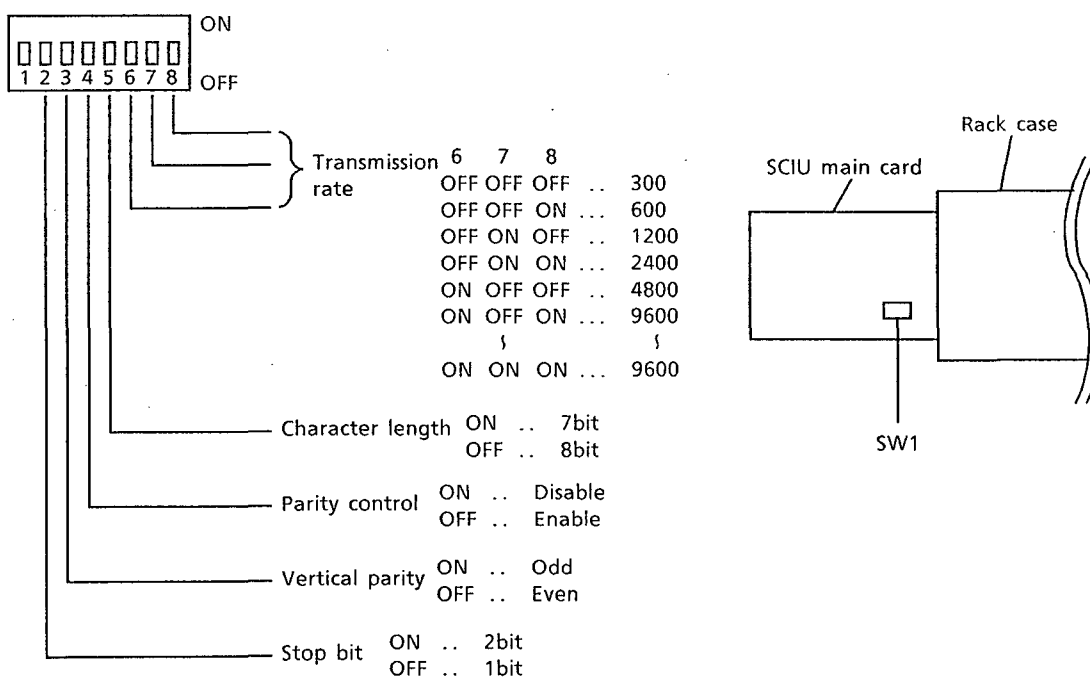 ON
1 2 3 4 5 6 7 8
OFF
Transmission rate
6 7 8
OFF OFF OFF .. 300
OFF OFF ON ... 600
OFF ON OFF .. 1200
OFF ON ON ... 2400
ON OFF OFF .. 4800
ON OFF ON ... 9600
≀ ≀
ON ON ON ... 9600
Character length
ON .. 7bit
OFF .. 8bit
Parity control
ON .. Disable
OFF .. Enable
Vertical parity
ON .. Odd
OFF .. Even
Stop bit
ON .. 2bit
OFF .. 1bit
Rack case
SCIU main card
SW1